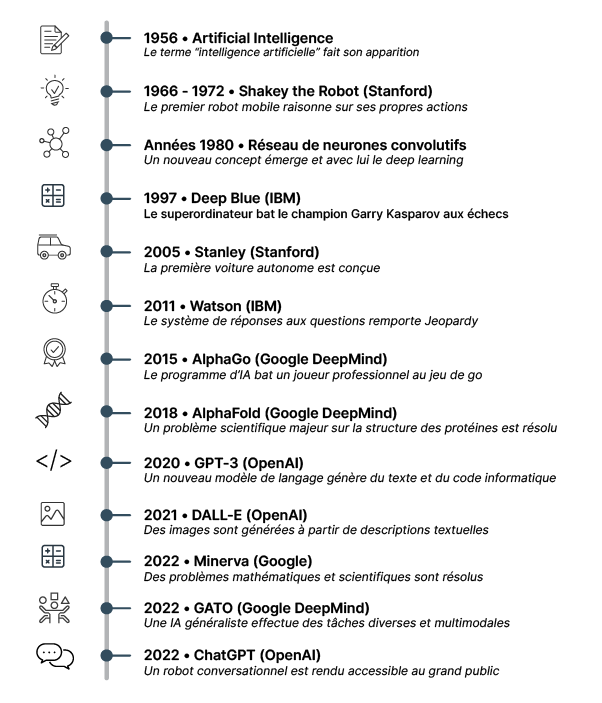 1956 • Artificial Intelligence
Le terme "intelligence artificielle" fait son apparition
1966 - 1972 • Shakey the Robot (Stanford)
Le premier robot mobile raisonne sur ses propres actions
Années 1980 • Réseau de neurones convolutifs
Un nouveau concept émerge et avec lui le deep learning
1997 • Deep Blue (IBM)
Le superordinateur bat le champion Garry Kasparov aux échecs
2005 • Stanley (Stanford)
La première voiture autonome est conçue
2011 • Watson (IBM)
Le système de réponses aux questions remporte Jeopardy
2015 • AlphaGo (Google DeepMind)
Le programme d'IA bat un joueur professionnel au jeu de go
2018 • AlphaFold (Google DeepMind)
Un problème scientifique majeur sur la structure des protéines est résolu
2020 • GPT-3 (OpenAI)
Un nouveau modèle de langage génère du texte et du code informatique
2021 • DALL-E (OpenAI)
Des images sont générées à partir de descriptions textuelles
2022 • Minerva (Google)
Des problèmes mathématiques et scientifiques sont résolus
2022 • GATO (Google DeepMind)
Une IA généraliste effectue des tâches diverses et multimodales
2022 • ChatGPT (OpenAI)
Un robot conversationnel est rendu accessible au grand public